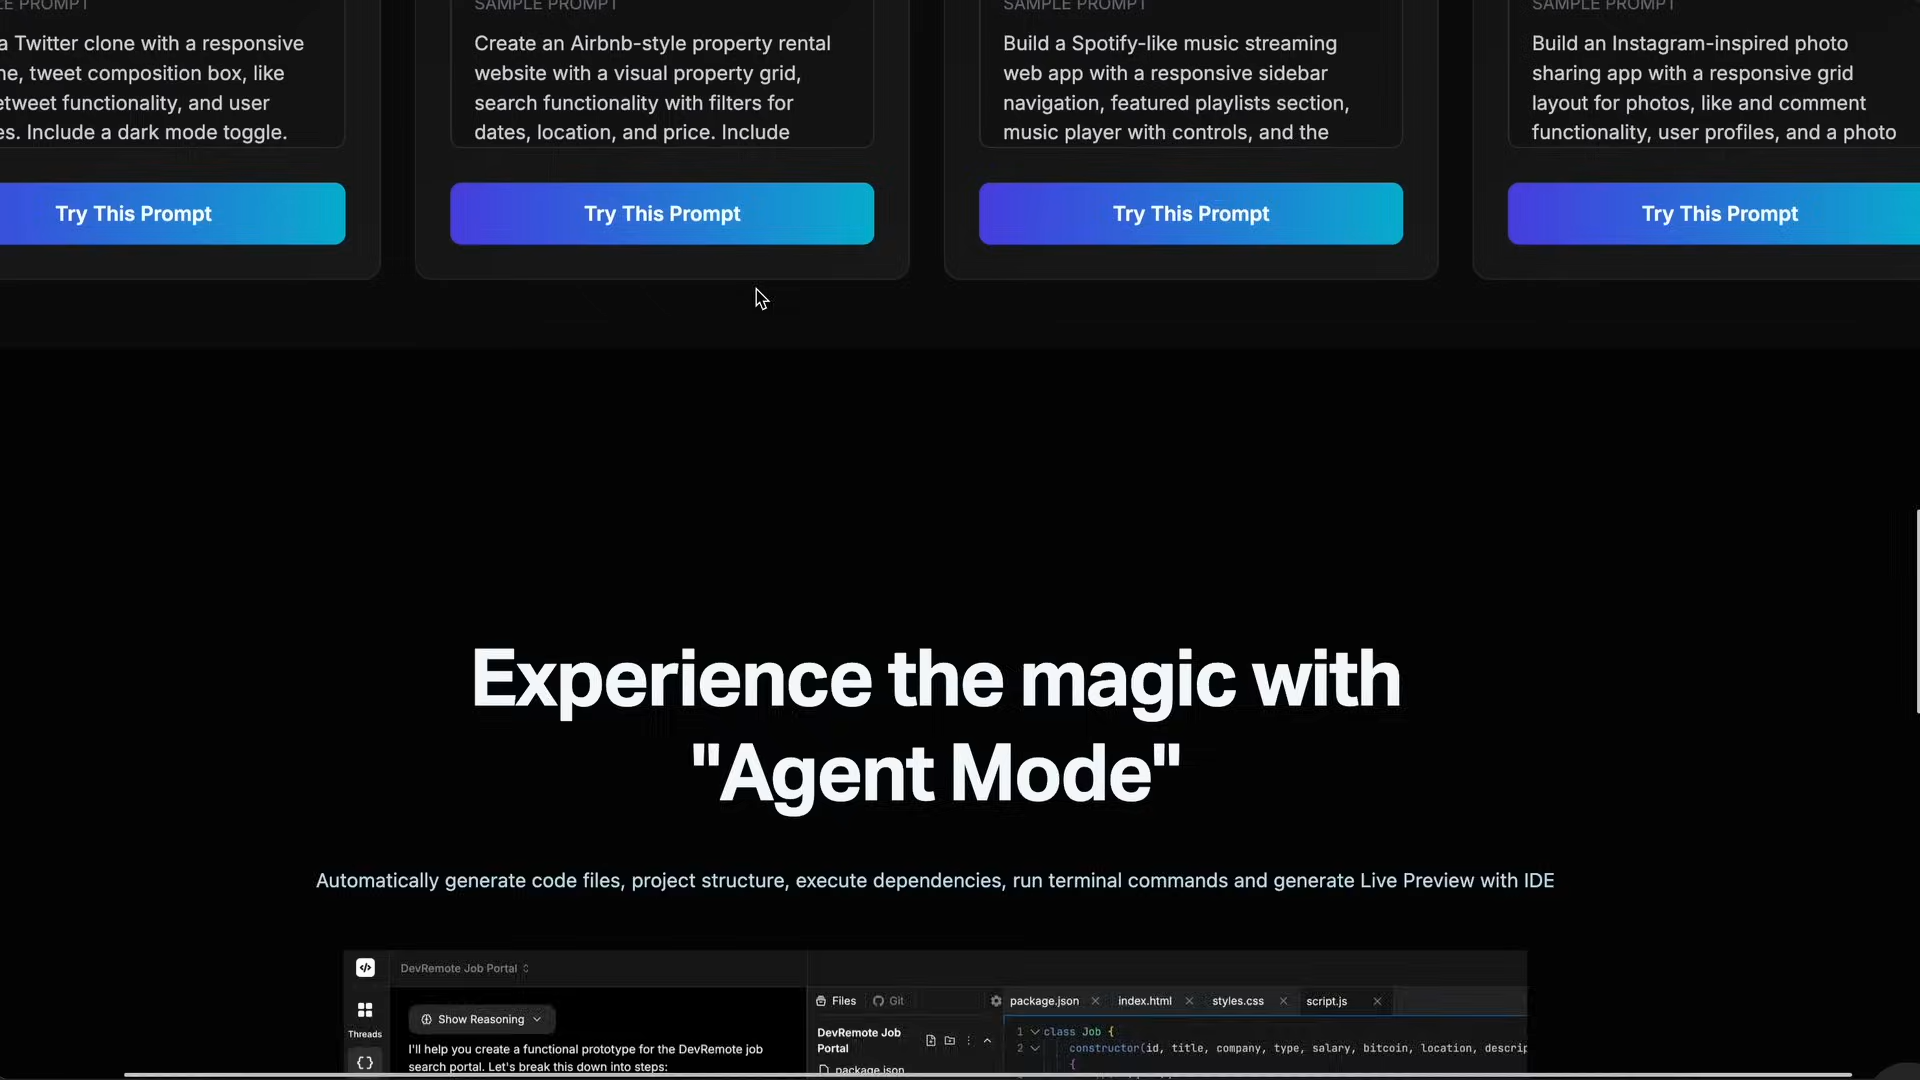 SAMPLE PROMPT
a Twitter clone with a responsive
ne, tweet composition box, like
etweet functionality, and user
es. Include a dark mode toggle.
Try This Prompt
SAMPLE PROMPT
Create an Airbnb-style property rental
website with a visual property grid,
search functionality with filters for
dates, location, and price. Include
Try This Prompt
SAMPLE PROMPT
Build a Spotify-like music streaming
web app with a responsive sidebar
navigation, featured playlists section,
music player with controls, and the
Try This Prompt
SAMPLE PROMPT
Build an Instagram-inspired photo
sharing app with a responsive grid
layout for photos, like and comment
functionality, user profiles, and a photo
Try This Prompt
Experience the magic with
"Agent Mode"
Automatically generate code files, project structure, execute dependencies, run terminal commands and generate Live Preview with IDE
DevRemote Job Portal
Threads
Show Reasoning
I'll help you create a functional prototype for the DevRemote job
search portal. Let's break this down into steps:
Files Git
DevRemote Job
Portal
package.json
package.json index.html styles.css script.js
1 class Job {
2 constructor(id, title, company, type, salary, bitcoin, location, descrip
{